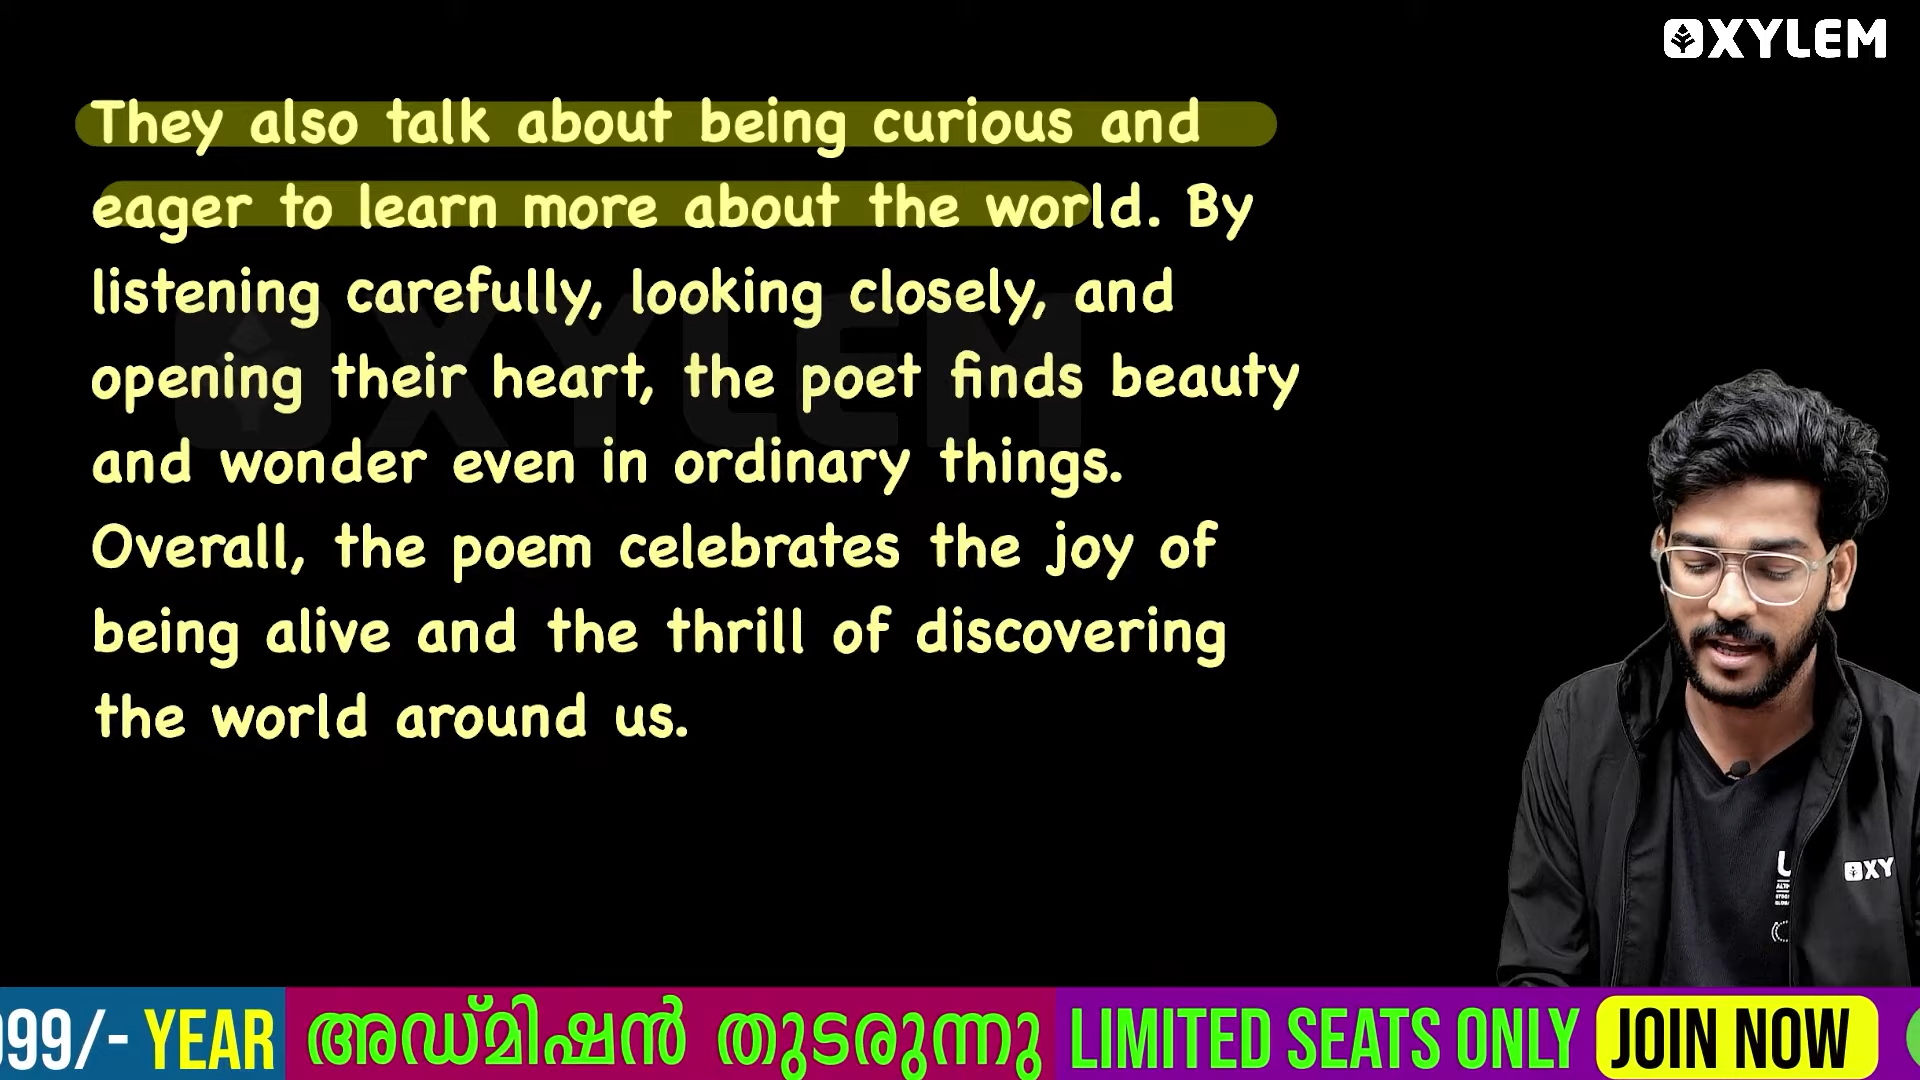 OXYLEM
They also talk about being curious and
eager to learn more about the world. By
listening carefully, looking closely, and
opening their heart, the poet finds beauty
and wonder even in ordinary things.
Overall, the poem celebrates the joy of
being alive and the thrill of discovering
the world around us.
OXY
999/- YEAR അഡ്മിഷൻ തുടരുന്നു LIMITED SEATS ONLY JOIN NOW